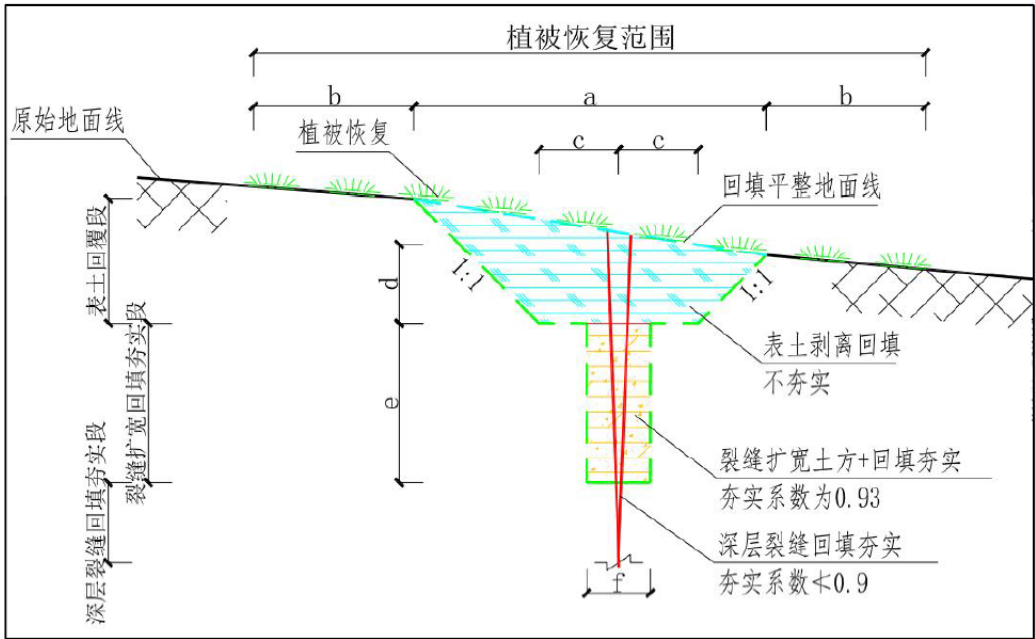 植被恢复范围
b
a
b
原始地面线
植被恢复
c
c
回填平整地面线
表土回覆段
d
1:1
1:1
表土剥离回填
不夯实
裂缝扩宽回填夯实段
e
裂缝扩宽土方+回填夯实
夯实系数为0.93
深层裂缝回填夯实段
深层裂缝回填夯实
夯实系数≮0.9
f